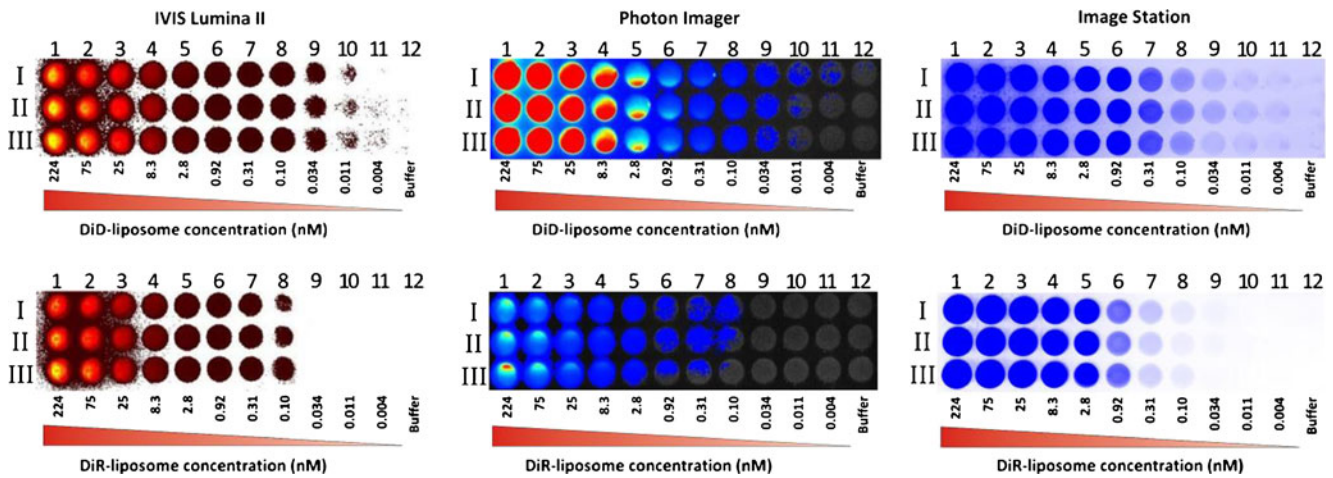 IVIS Lumina II
Photon Imager
Image Station
1 2 3 4 5 6 7 8 9 10 11 12
1 2 3 4 5 6 7 8 9 10 11 12
1 2 3 4 5 6 7 8 9 10 11 12
I
II
III
I
II
III
I
II
III
224 75 25 8.3 2.8 0.92 0.31 0.10 0.034 0.011 0.004 Buffer
224 75 25 8.3 2.8 0.92 0.31 0.10 0.034 0.011 0.004 Buffer
224 75 25 8.3 2.8 0.92 0.31 0.10 0.034 0.011 0.004 Buffer
DiD-liposome concentration (nM)
DiD-liposome concentration (nM)
DiD-liposome concentration (nM)
1 2 3 4 5 6 7 8 9 10 11 12
1 2 3 4 5 6 7 8 9 10 11 12
1 2 3 4 5 6 7 8 9 10 11 12
I
II
III
I
II
III
I
II
III
224 75 25 8.3 2.8 0.92 0.31 0.10 0.034 0.011 0.004 Buffer
224 75 25 8.3 2.8 0.92 0.31 0.10 0.034 0.011 0.004 Buffer
224 75 25 8.3 2.8 0.92 0.31 0.10 0.034 0.011 0.004 Buffer
DiR-liposome concentration (nM)
DiR-liposome concentration (nM)
DiR-liposome concentration (nM)